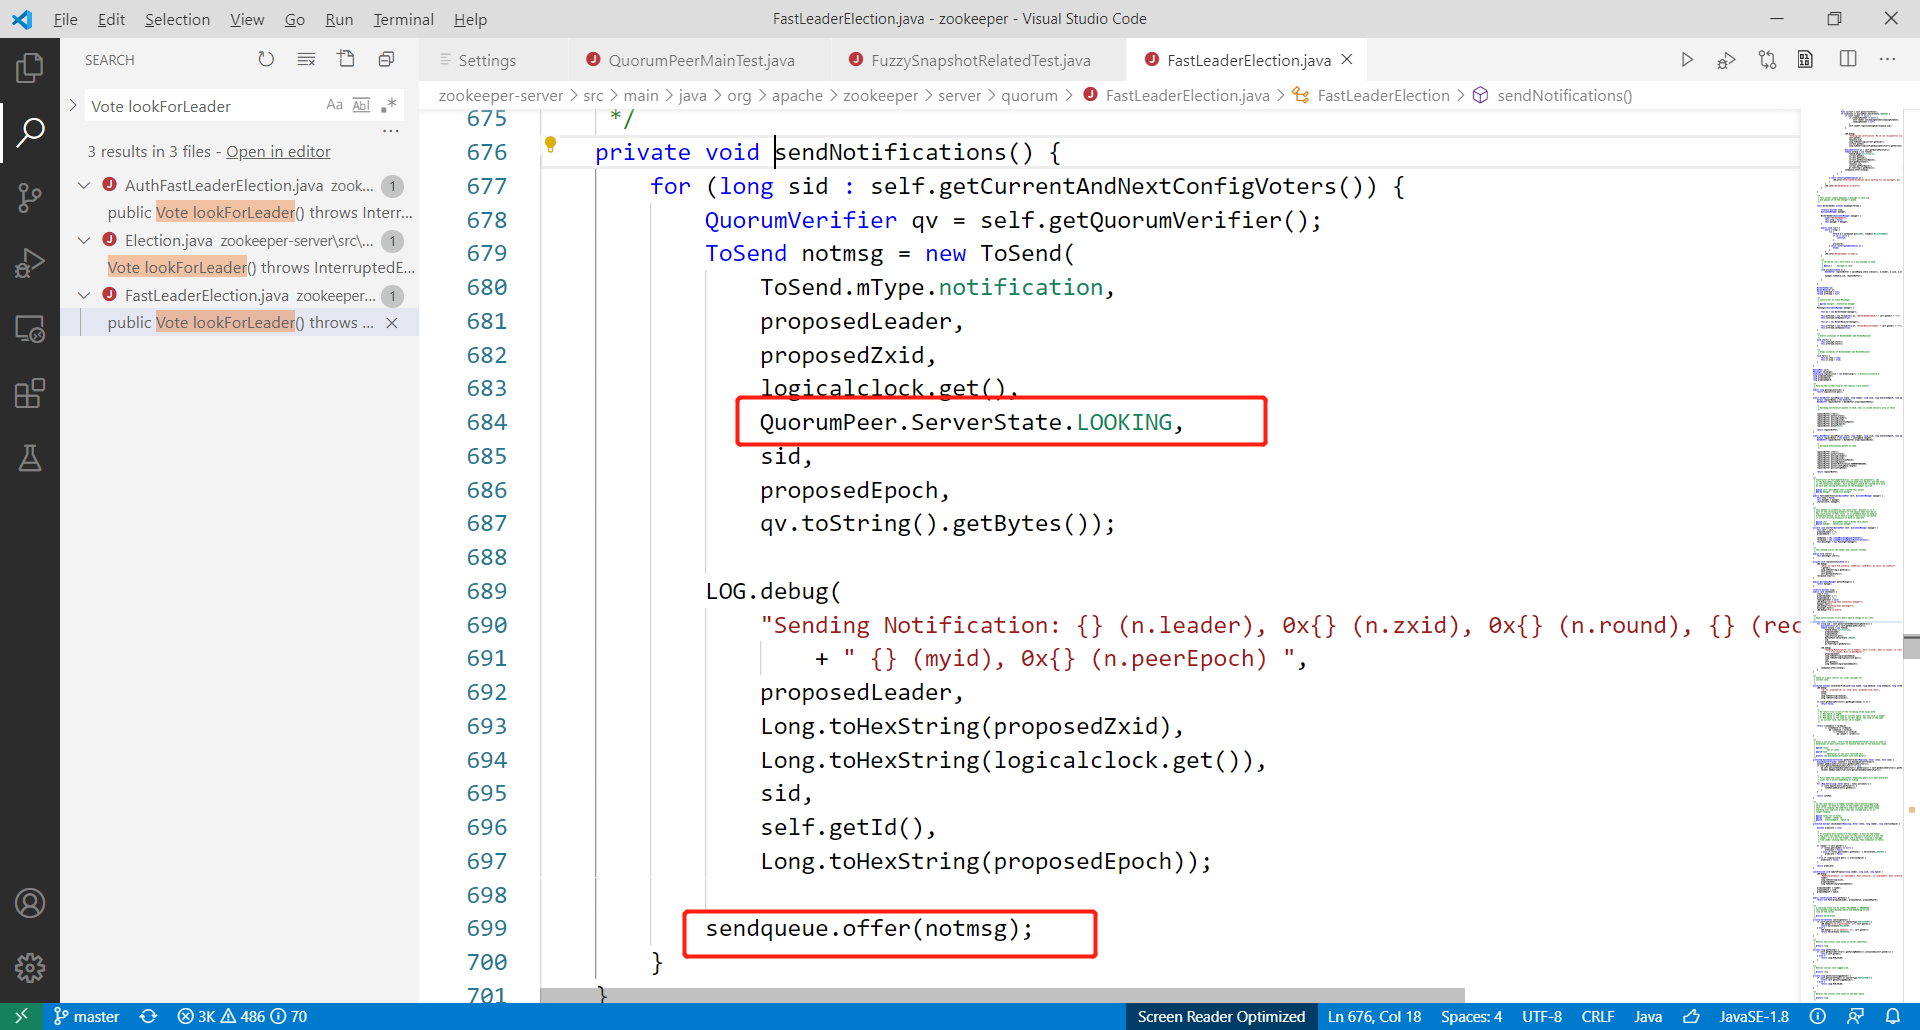 File Edit Selection View Go Run Terminal Help
FastLeaderElection.java - zookeeper - Visual Studio Code
SEARCH
Settings
QuorumPeerMainTest.java
FuzzySnapshotRelatedTest.java
FastLeaderElection.java
Vote lookForLeader
Aa Abl .*
zookeeper-server > src > main > java > org > apache > zookeeper > server > quorum > FastLeaderElection.java > FastLeaderElection > sendNotifications()
3 results in 3 files - Open in editor
AuthFastLeaderElection.java zook... 1
public Vote lookForLeader() throws Interr...
Election.java zookeeper-server\src\... 1
Vote lookForLeader() throws InterruptedE...
FastLeaderElection.java zookeeper... 1
public Vote lookForLeader() throws ...
675 */
676 private void sendNotifications() {
677 for (long sid : self.getCurrentAndNextConfigVoters()) {
678 QuorumVerifier qv = self.getQuorumVerifier();
679 ToSend notmsg = new ToSend(
680 ToSend.mType.notification,
681 proposedLeader,
682 proposedZxid,
683 logicalclock.get(),
684 QuorumPeer.ServerState.LOOKING,
685 sid,
686 proposedEpoch,
687 qv.toString().getBytes());
688
689 LOG.debug(
690 "Sending Notification: {} (n.leader), 0x{} (n.zxid), 0x{} (n.round), {} (rec
691 + " {} (myid), 0x{} (n.peerEpoch) ",
692 proposedLeader,
693 Long.toHexString(proposedZxid),
694 Long.toHexString(logicalclock.get()),
695 sid,
696 self.getId(),
697 Long.toHexString(proposedEpoch));
698
699 sendqueue.offer(notmsg);
700 }
701 }
master 3K 486 70
Screen Reader Optimized Ln 676, Col 18 Spaces: 4 UTF-8 CRLF Java JavaSE-1.8